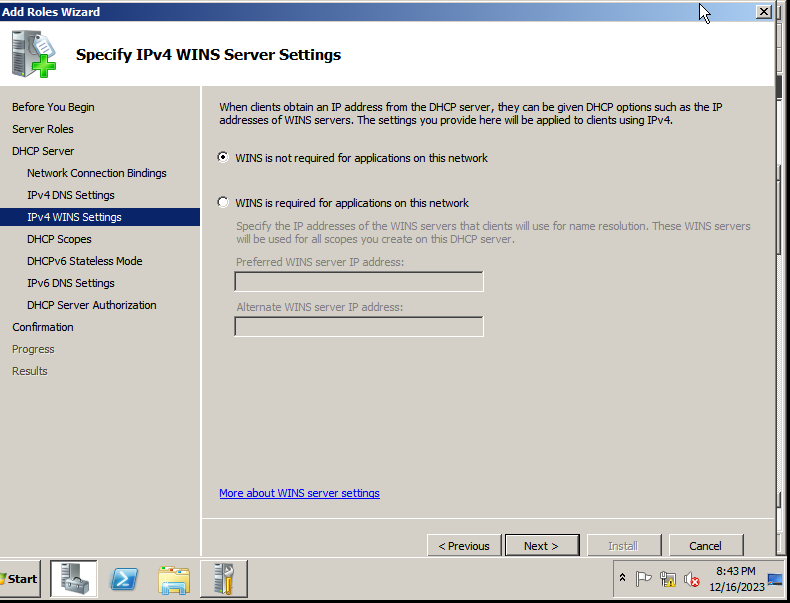 Add Roles Wizard
Specify IPv4 WINS Server Settings
Before You Begin
Server Roles
DHCP Server
Network Connection Bindings
IPv4 DNS Settings
IPv4 WINS Settings
DHCP Scopes
DHCPv6 Stateless Mode
IPv6 DNS Settings
DHCP Server Authorization
Confirmation
Progress
Results
When clients obtain an IP address from the DHCP server, they can be given DHCP options such as the IP
addresses of WINS servers. The settings you provide here will be applied to clients using IPv4.
WINS is not required for applications on this network
WINS is required for applications on this network
Specify the IP addresses of the WINS servers that clients will use for name resolution. These WINS servers
will be used for all scopes you create on this DHCP server.
Preferred WINS server IP address:
Alternate WINS server IP address:
More about WINS server settings
< Previous
Next >
Install
Cancel
Start
8:43 PM
12/16/2023